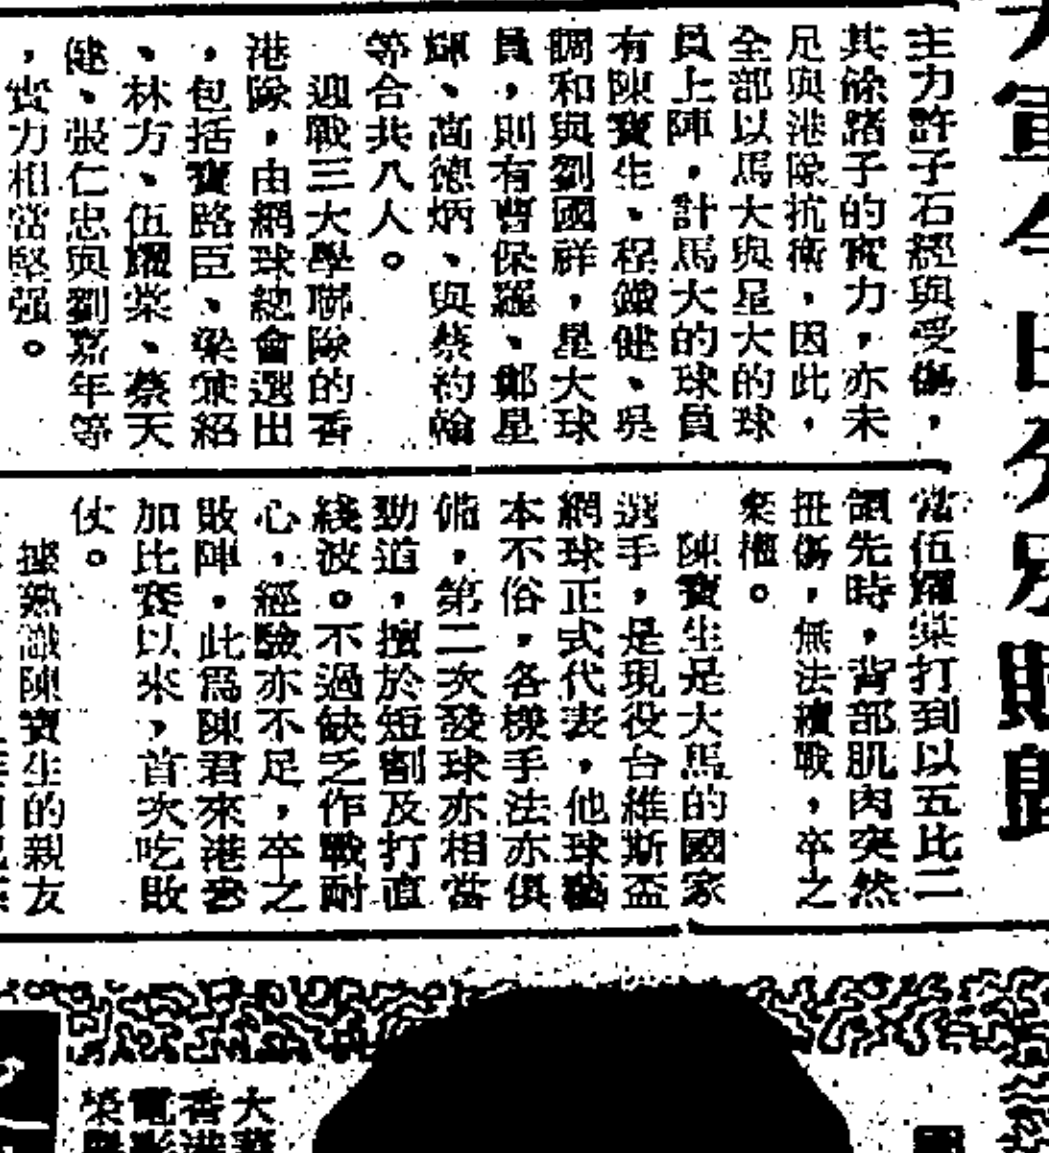 主力許子石經與受傷，
其餘諸子的實力，亦未
足與港隊抗衡，因此，
全部以馬大與星大的球
員上陣，計馬大的球員
有陳寶生、程鐵健、吳
調和與劉國祥，星大球
員，則有曹保羅、鄭星
輝、高德炳、與蔡約翰
等合共八人。
迎戰三大學聯隊的香
港隊，由網球總會選出
，包括寶路臣、梁沛紹
、林方、伍耀棠、蔡天
健、張仁忠與劉嘉年等
，實力相當堅强。
當伍耀棠打到以五比二
領先時，背部肌肉突然
扭傷，無法續戰，卒之
棄權。
陳寶生是大馬的國家
選手，是現役台維斯盃
網球正式代表，他球藝
本不俗，各樣手法亦俱
備，第二次發球亦相當
勁道，擅於短劏及打直
綫波。不過缺乏作戰耐
心，經驗亦不足，卒之
敗陣，此爲陳君來港參
加比賽以來，首次吃敗
仗。
據熟識陳寶生的親友
大
香港
電影
榮